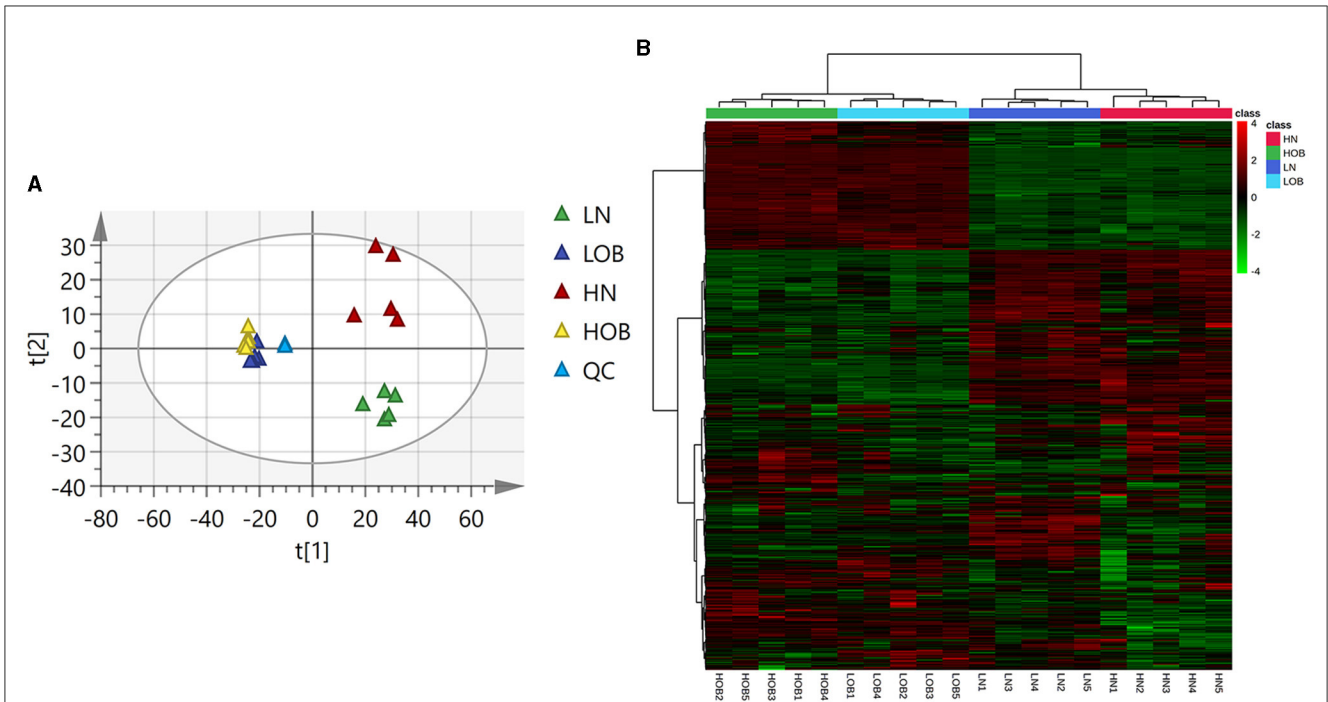 A
30
20
10
0
-10
-20
-30
-40
t[2]
-80 -60 -40 -20 0 20 40 60
t[1]
LN
LOB
HN
HOB
QC
B
class
4
2
0
-2
-4
class
HN
HOB
LN
LOB
HOB2 HOB5 HOB3 HOB1 HOB4 LOB1 LOB4 LOB2 LOB3 LOB5 LN1 LN3 LN4 LN2 LN5 HN1 HN2 HN3 HN4 HN5